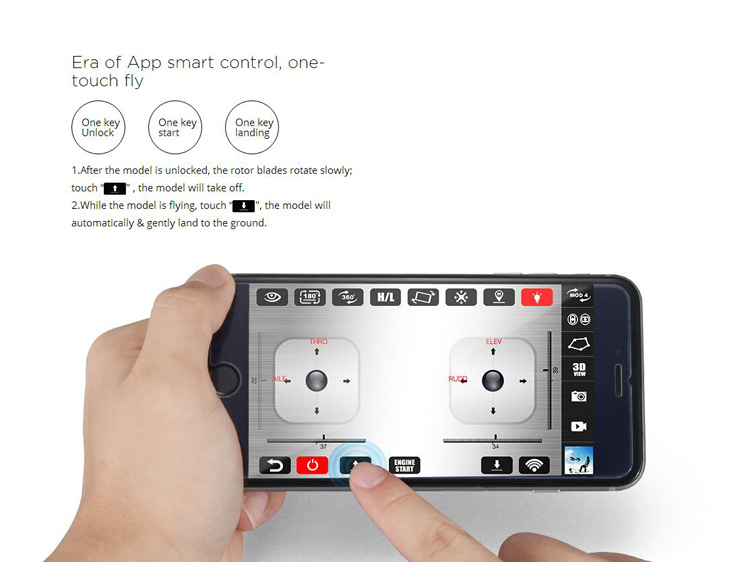 Era of App smart control, one-
touch fly
One key
Unlock
One key
start
One key
landing
1.After the model is unlocked, the rotor blades rotate slowly;
touch “ ” , the model will take off.
2.While the model is flying, touch “ ”, the model will
automatically & gently land to the ground.
180°
360°
H/L
MOD 4
THRO
ELEV
AILE
RUDD
3D
VIEW
39
37
34
ENGINE
START